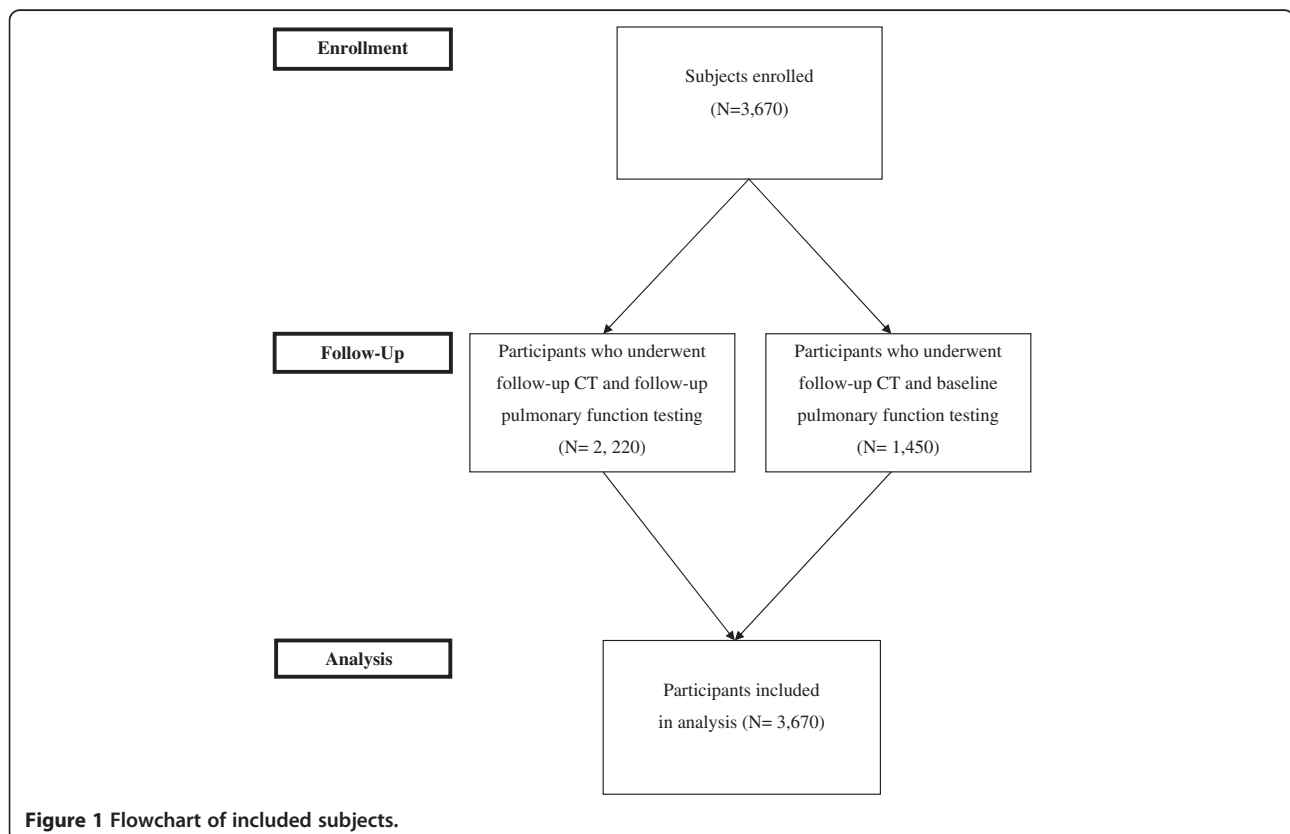 Enrollment
Subjects enrolled
(N=3,670)
Follow-Up
Participants who underwent
follow-up CT and follow-up
pulmonary function testing
(N= 2, 220)
Participants who underwent
follow-up CT and baseline
pulmonary function testing
(N= 1,450)
Analysis
Participants included
in analysis (N= 3,670)
Figure 1 Flowchart of included subjects.